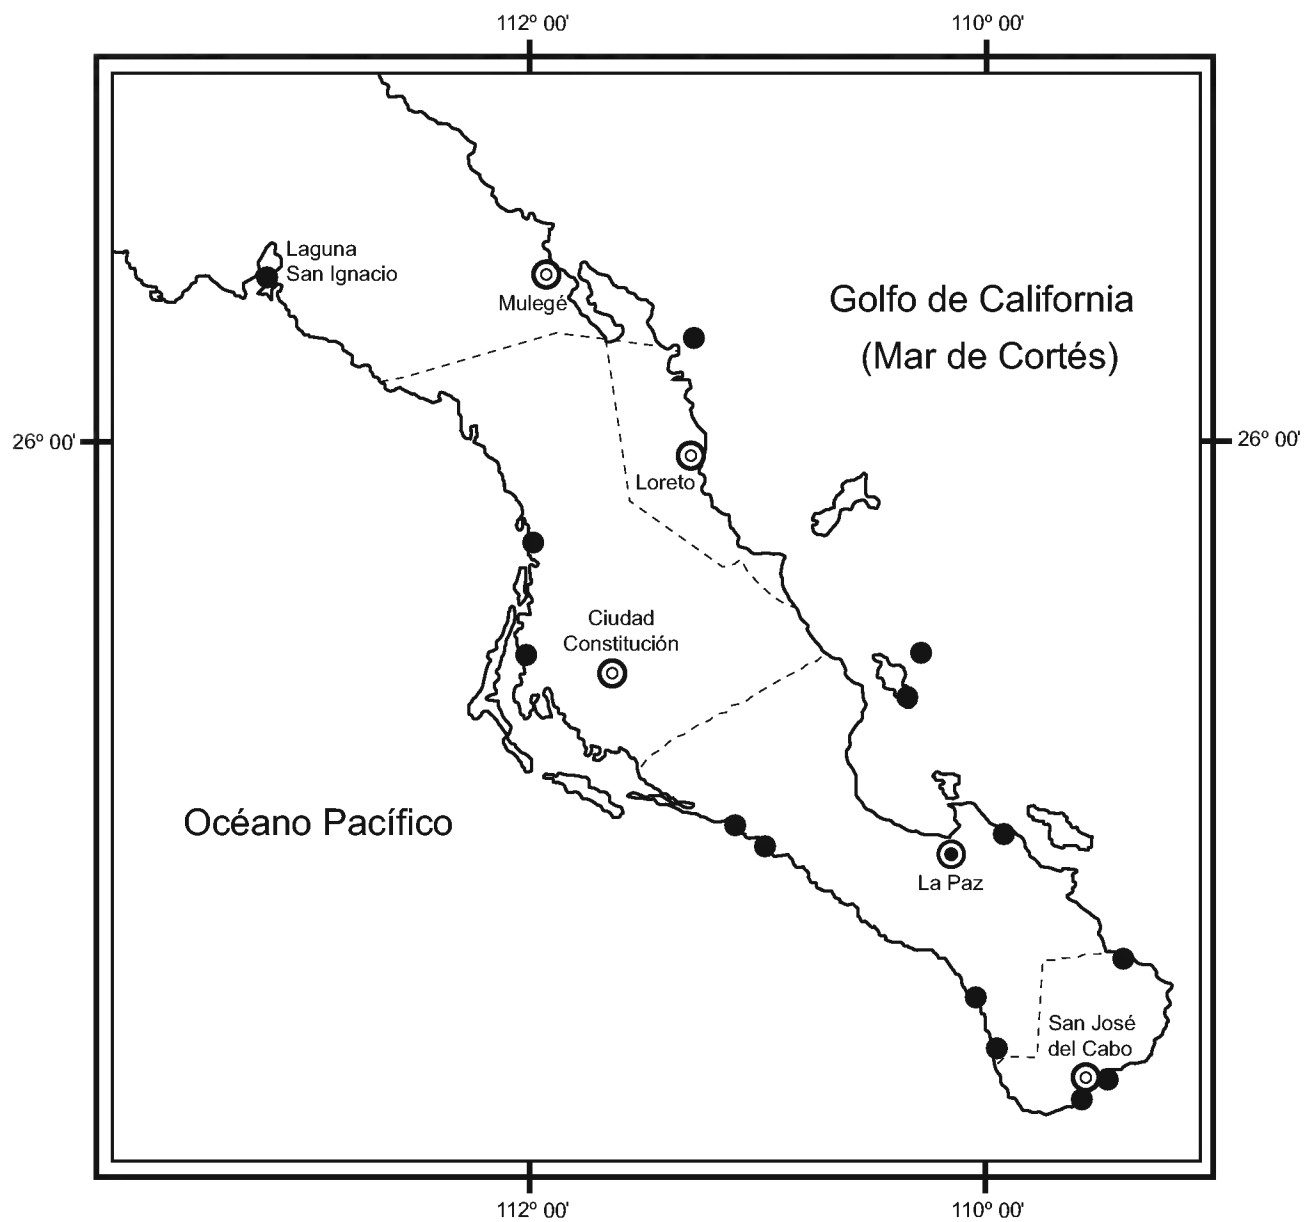 112º 00'
110º 00'
Laguna
San Ignacio
Mulegé
Golfo de California
(Mar de Cortés)
26º 00'
26º 00'
Loreto
Ciudad
Constitución
Océano Pacífico
La Paz
San José
del Cabo
112º 00'
110º 00'